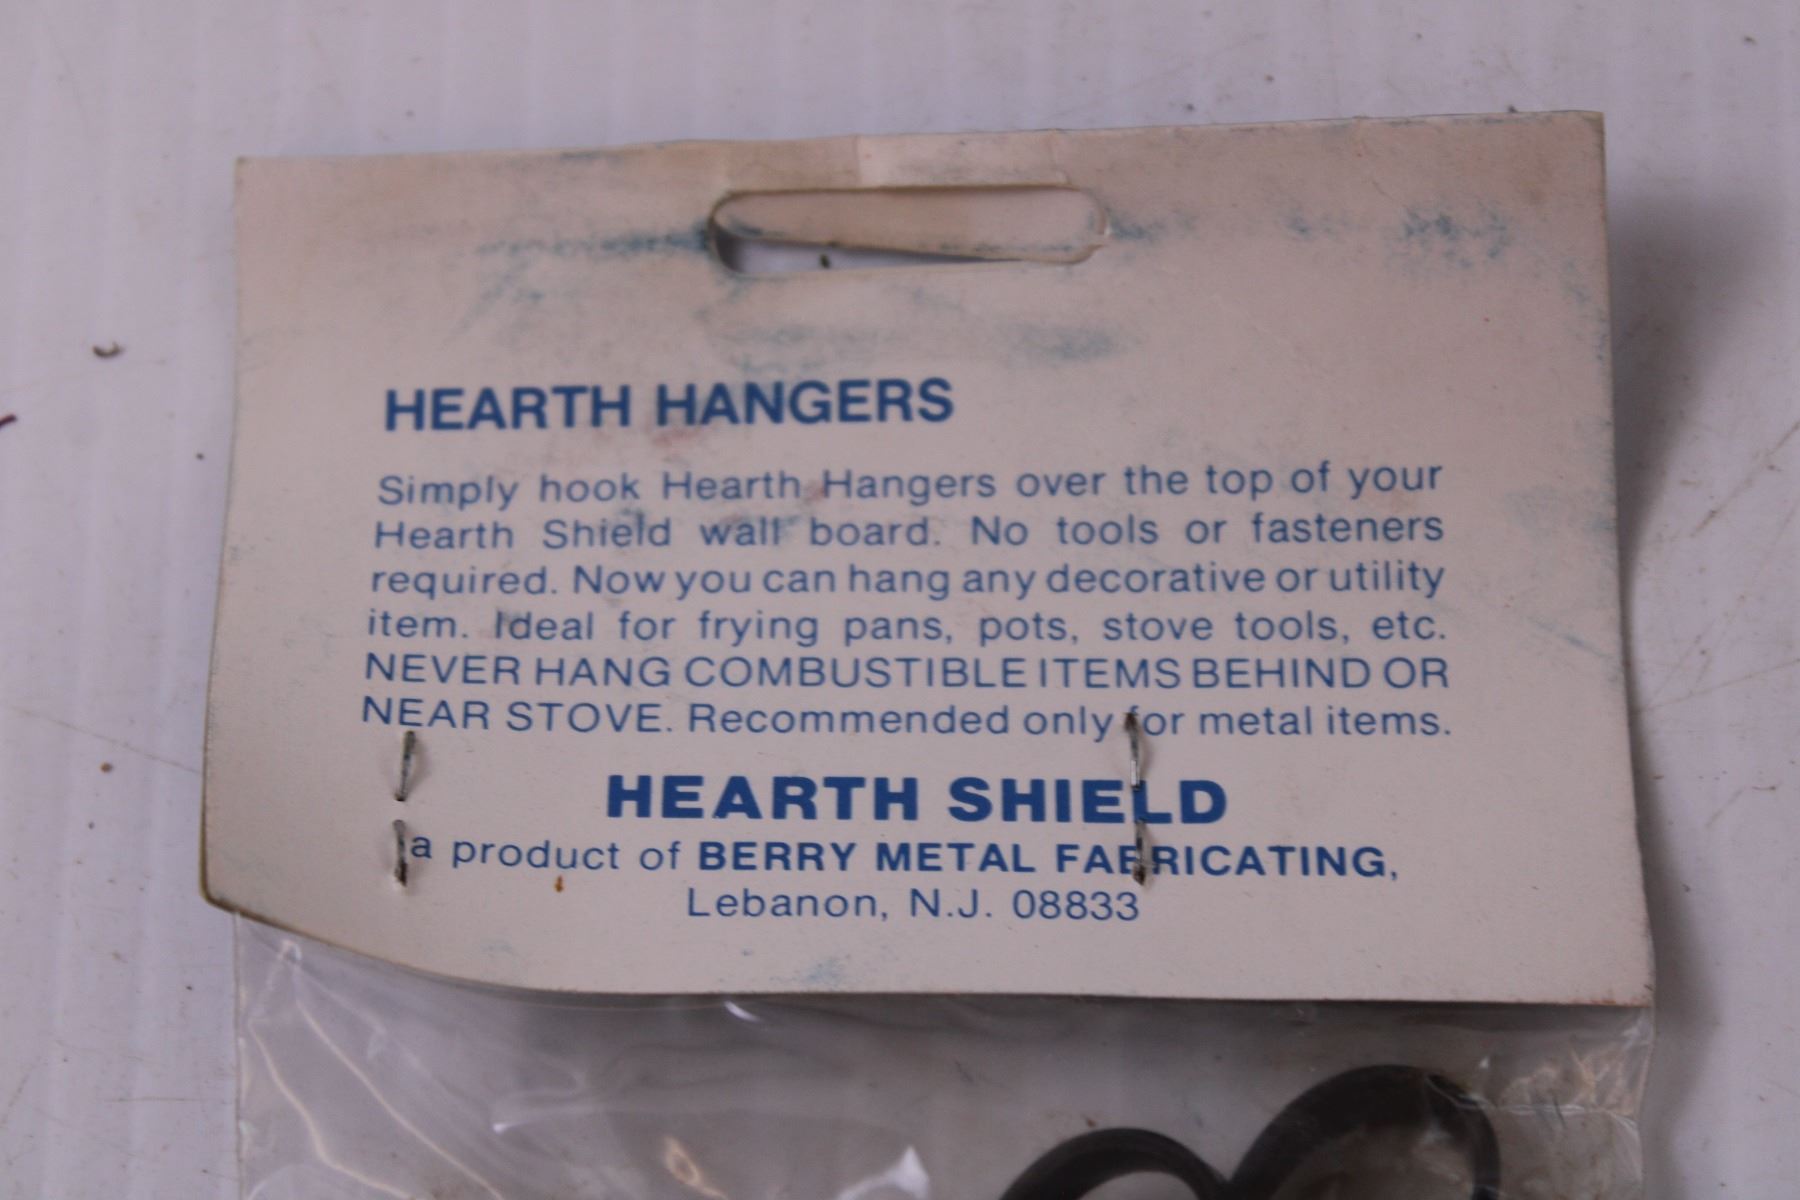 HEARTH HANGERS
Simply hook Hearth Hangers over the top of your
Hearth Shield wall board. No tools or fasteners
required. Now you can hang any decorative or utility
item. Ideal for frying pans, pots, stove tools, etc.
NEVER HANG COMBUSTIBLE ITEMS BEHIND OR
NEAR STOVE. Recommended only for metal items.
HEARTH SHIELD
a product of BERRY METAL FABRICATING,
Lebanon, N.J. 08833